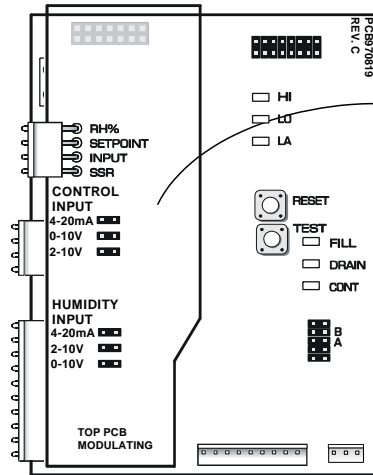 PCB970819
REV.C
HI
LO
LA
RH%
SETPOINT
INPUT
SSR
CONTROL
INPUT
4-20mA
0-10V
2-10V
RESET
TEST
FILL
DRAIN
CONT
HUMIDITY
INPUT
4-20mA
2-10V
0-10V
B
A
TOP PCB
MODULATING